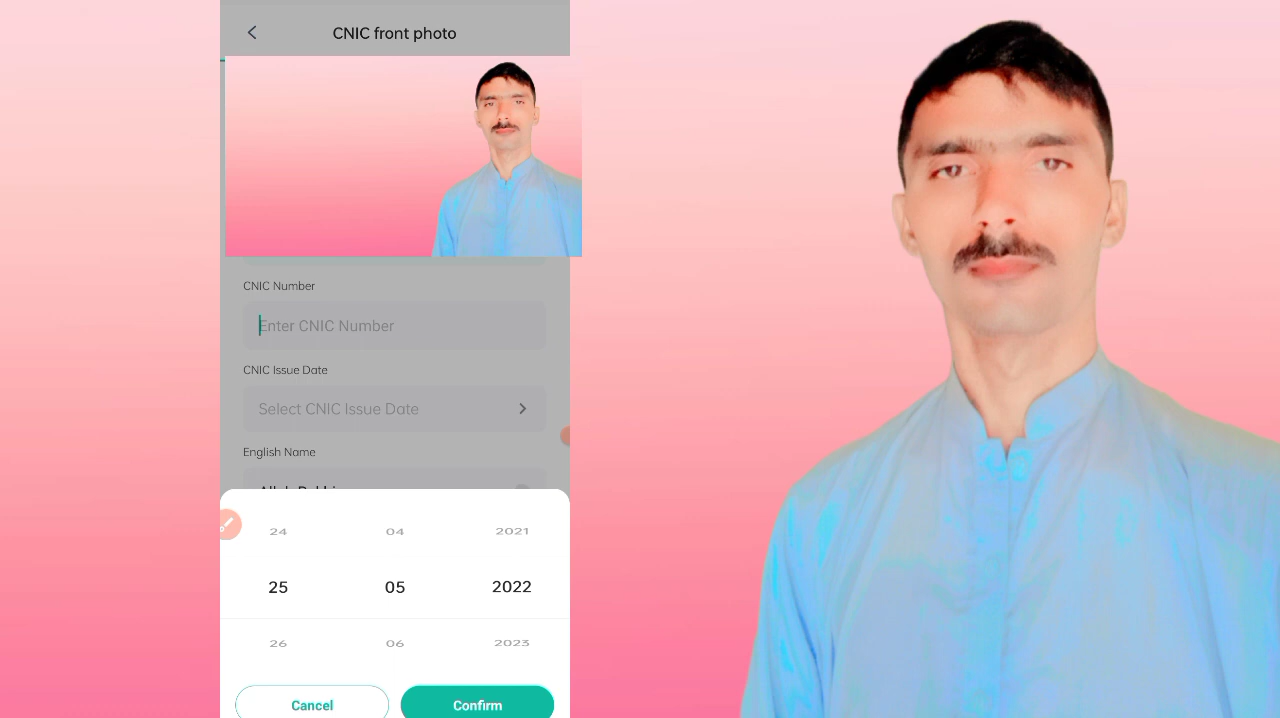 CNIC front photo
CNIC Number
Enter CNIC Number
CNIC Issue Date
Select CNIC Issue Date
English Name
24 04 2021
25 05 2022
26 06 2023
Cancel Confirm